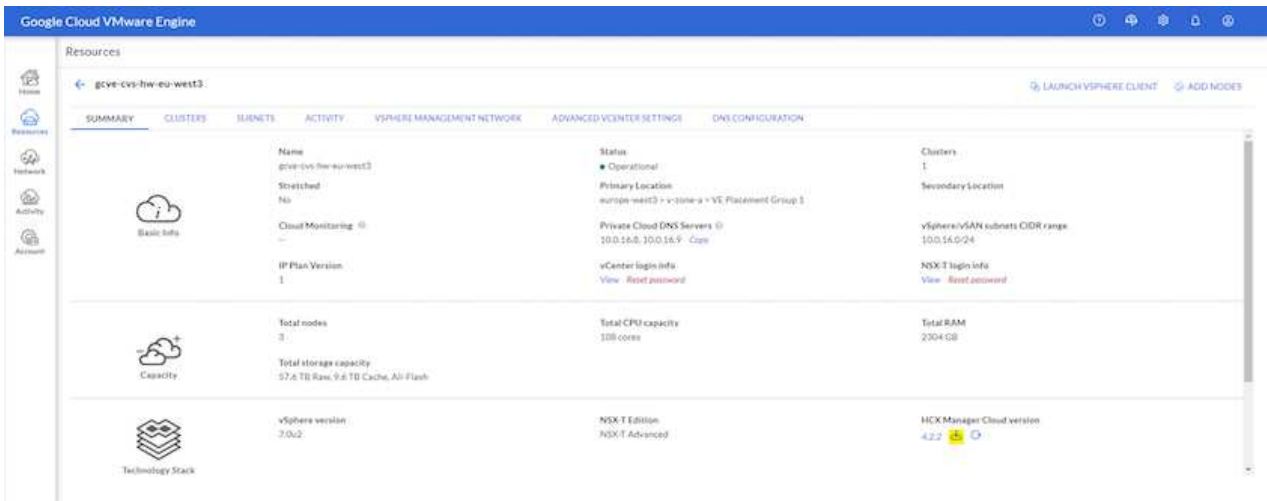 Google Cloud VMware Engine
Resources
Home
Resources
Network
Activity
Account
gcve-cvs-hw-eu-west3
LAUNCH VSPHERE CLIENT ADD NODES
SUMMARY CLUSTERS SUBNETS ACTIVITY VSPHERE MANAGEMENT NETWORK ADVANCED VCENTER SETTINGS DNS CONFIGURATION
Basic Info
Name Status Clusters
gcve-cvs-hw-eu-west3 Operational 1
Stretched Primary Location Secondary Location
No europe-west3 > v-zone-a > VE Placement Group 1
Cloud Monitoring Private Cloud DNS Servers vSphere/vSAN subnets CIDR range
-- 10.0.16.8, 10.0.16.9 Copy 10.0.16.0/24
IP Plan Version vCenter login info NSX-T login info
1 View Reset password View Reset password
Capacity
Total nodes Total CPU capacity Total RAM
3 108 cores 2304 GB
Total storage capacity
57.6 TB Raw, 9.6 TB Cache, All-Flash
Technology Stack
vSphere version NSX-T Edition HCX Manager Cloud version
7.0u2 NSX-T Advanced 4.2.2